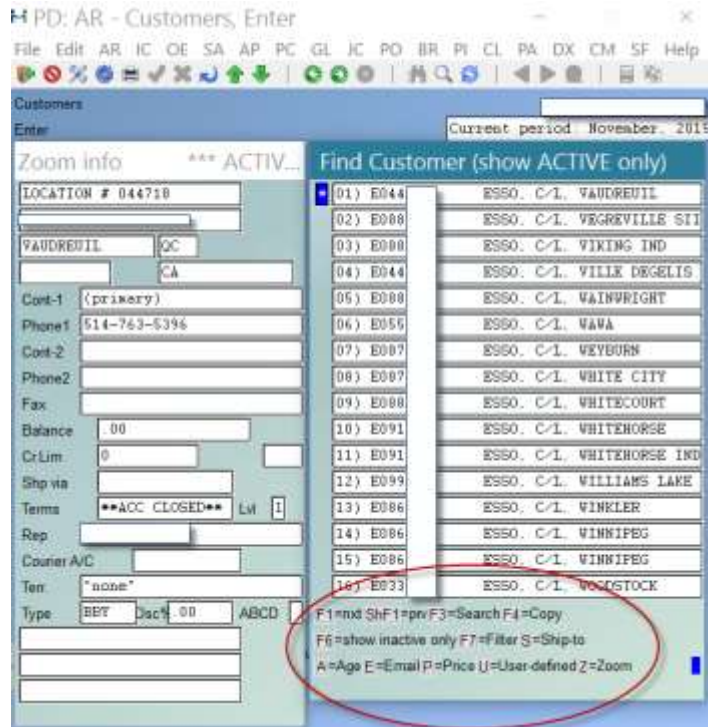 PD: AR - Customers, Enter
File Edit AR IC OE SA AP PC GL JC PO BR PI CL PA DX CM SF Help
Customers
Enter
Current period November, 2019
Zoom info *** ACTIV...
LOCATION # 044718
VAUDREUIL QC
CA
Cont-1 (primary)
Phone1 514-763-5396
Cont-2
Phone2
Fax
Balance .00
CrLim 0
Shp via
Terms **ACC CLOSED** Lvl 1
Rep
Courier A/C
Terr "none"
Type BBT Dsc% .00 ABCD
Find Customer (show ACTIVE only)
* 01) E044 ESSO, C/L, VAUDREUIL
02) E088 ESSO, C/L, VEGREVILLE SII
03) E088 ESSO, C/L, VIKING IND
04) E044 ESSO, C/L, VILLE DEGELIS
05) E088 ESSO, C/L, WAINWRIGHT
06) E055 ESSO, C/L, WAWA
07) E087 ESSO, C/L, WEYBURN
08) E087 ESSO, C/L, WHITE CITY
09) E088 ESSO, C/L, WHITECOURT
10) E091 ESSO, C/L, WHITEHORSE
11) E091 ESSO, C/L, WHITEHORSE IND
12) E099 ESSO, C/L, WILLIAMS LAKE
13) E086 ESSO, C/L, WINKLER
14) E086 ESSO, C/L, WINNIPEG
15) E086 ESSO, C/L, WINNIPEG
16) E033 ESSO, C/L, WOODSTOCK
F1=nxt ShF1=prv F3=Search F4=Copy
F6=show inactive only F7=Filter S=Ship-to
A=Age E=Email P=Price U=User-defined Z=Zoom